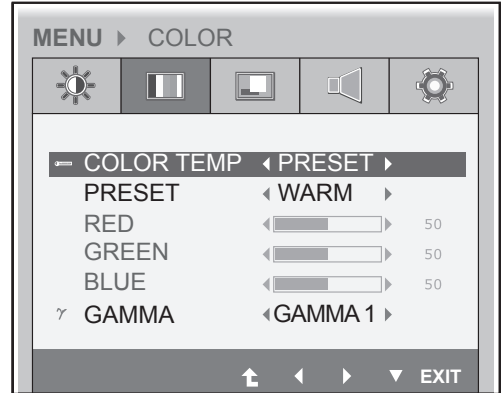 MENU COLOR
COLOR TEMP PRESET
PRESET WARM
RED 50
GREEN 50
BLUE 50
γ GAMMA GAMMA 1
EXIT